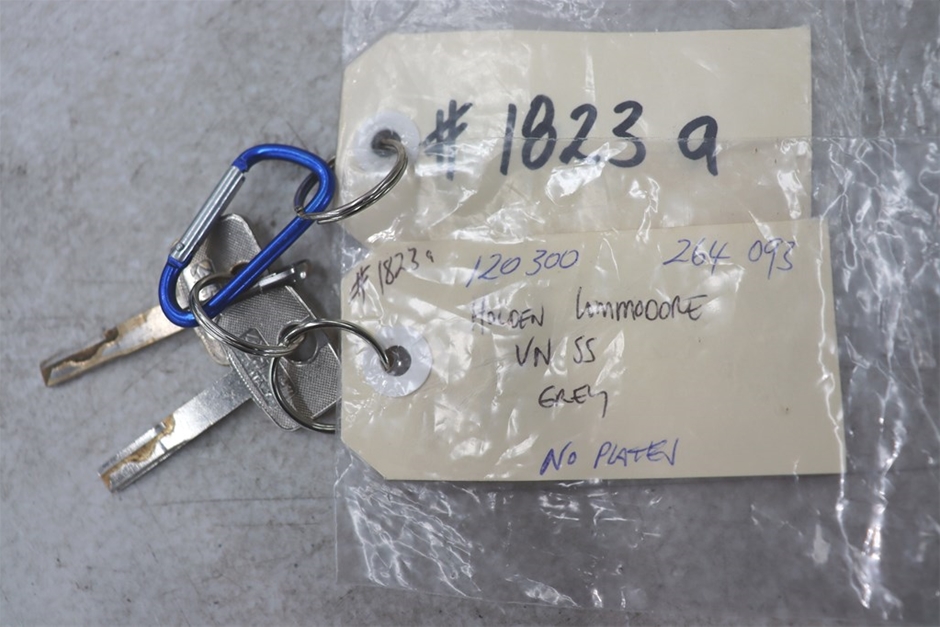 # 1823 a
# 1823a 120300 264 093
HOLDEN COMMODORE
VN SS
GREY
NO PLATES